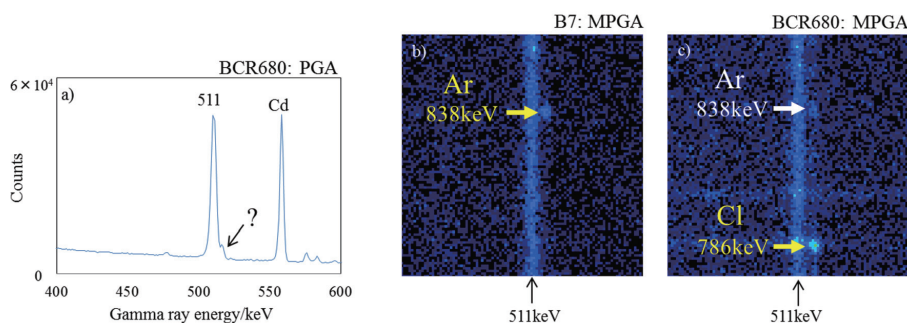 BCR680: PGA
6×10⁴
a)
511
Cd
?
Counts
0
400
450
500
550
600
Gamma ray energy/keV
B7: MPGA
b)
Ar
838keV
511keV
BCR680: MPGA
c)
Ar
838keV
Cl
786keV
511keV